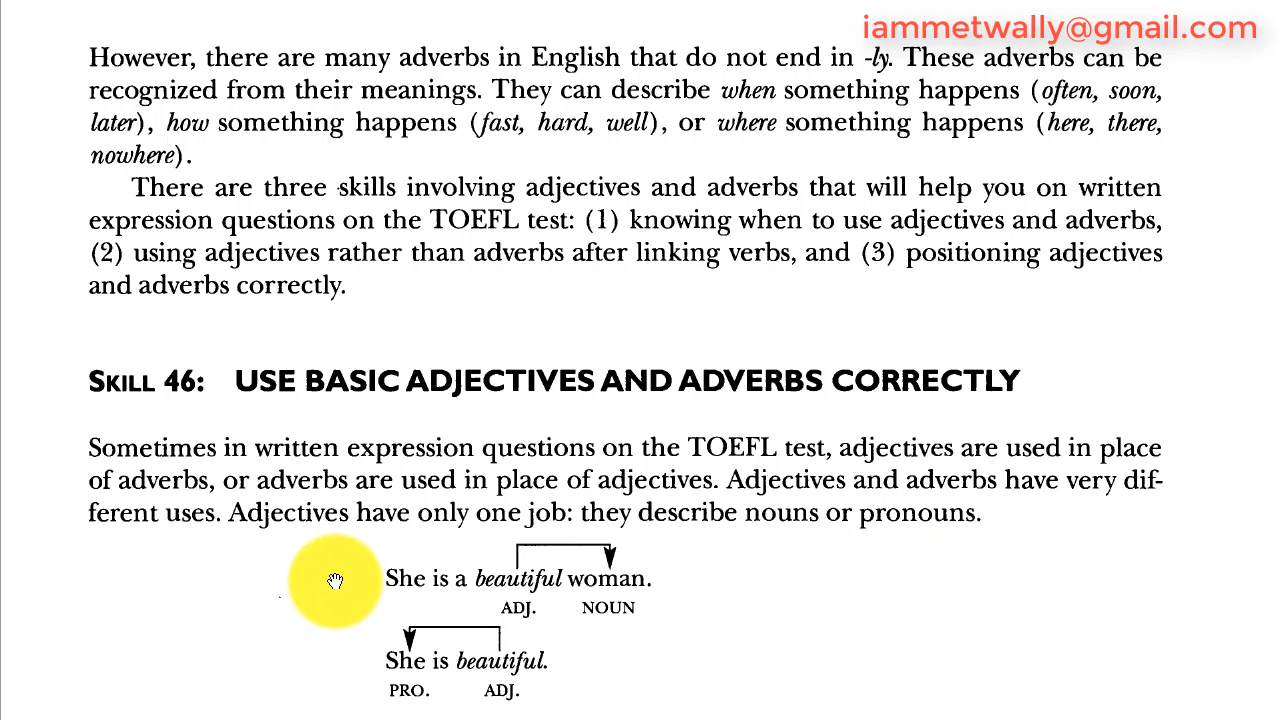 iammetwally@gmail.com
However, there are many adverbs in English that do not end in -ly. These adverbs can be
recognized from their meanings. They can describe when something happens (often, soon,
later), how something happens (fast, hard, well), or where something happens (here, there,
nowhere).
There are three skills involving adjectives and adverbs that will help you on written
expression questions on the TOEFL test: (1) knowing when to use adjectives and adverbs,
(2) using adjectives rather than adverbs after linking verbs, and (3) positioning adjectives
and adverbs correctly.
SKILL 46: USE BASIC ADJECTIVES AND ADVERBS CORRECTLY
Sometimes in written expression questions on the TOEFL test, adjectives are used in place
of adverbs, or adverbs are used in place of adjectives. Adjectives and adverbs have very dif-
ferent uses. Adjectives have only one job: they describe nouns or pronouns.
She is a beautiful woman.
ADJ. NOUN
She is beautiful.
PRO. ADJ.